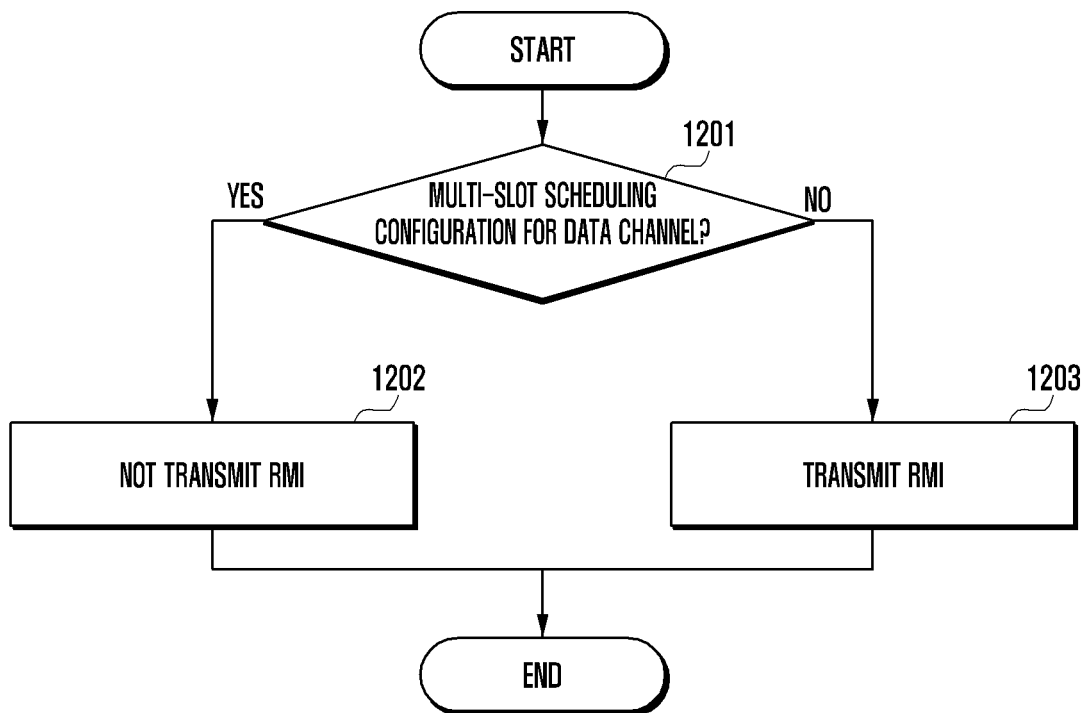 START
1201
YES
MULTI-SLOT SCHEDULING
CONFIGURATION FOR DATA CHANNEL?
NO
1202
1203
NOT TRANSMIT RMI
TRANSMIT RMI
END